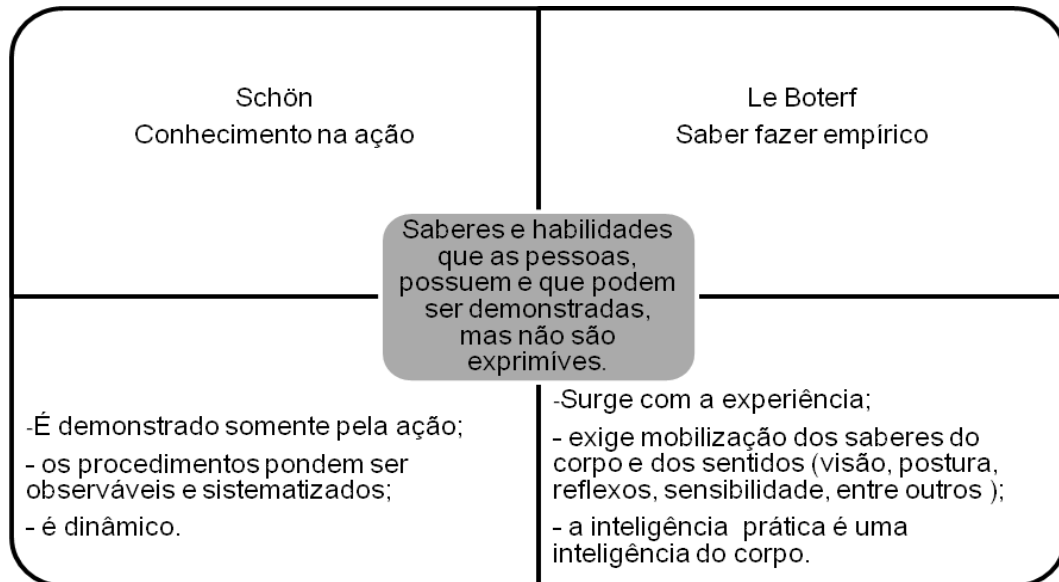 Schön
Conhecimento na ação
Le Boterf
Saber fazer empírico
Saberes e habilidades
que as pessoas,
possuem e que podem
ser demonstradas,
mas não são
exprimíves.
-É demonstrado somente pela ação;
- os procedimentos pondem ser
observáveis e sistematizados;
- é dinâmico.
-Surge com a experiência;
- exige mobilização dos saberes do
corpo e dos sentidos (visão, postura,
reflexos, sensibilidade, entre outros );
- a inteligência  prática é uma
inteligência do corpo.